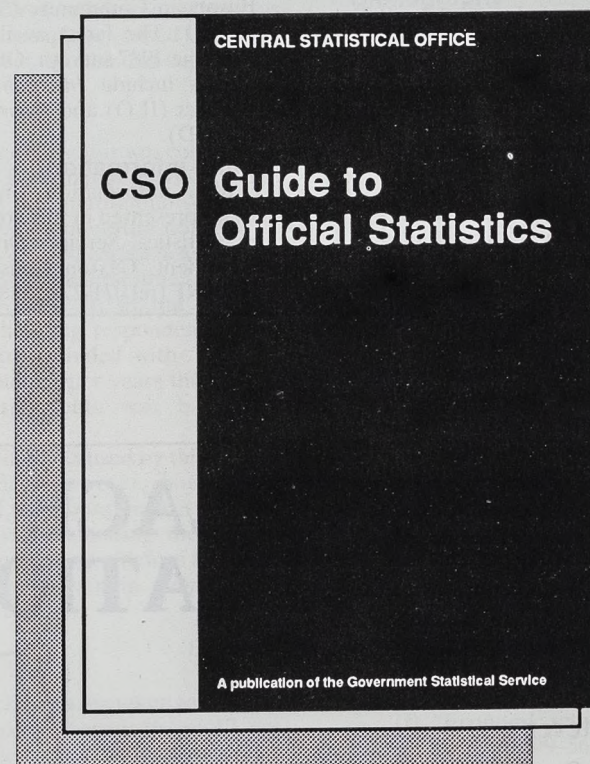 CENTRAL STATISTICAL OFFICE
CSO Guide to
Official Statistics
A publication of the Government Statistical Service